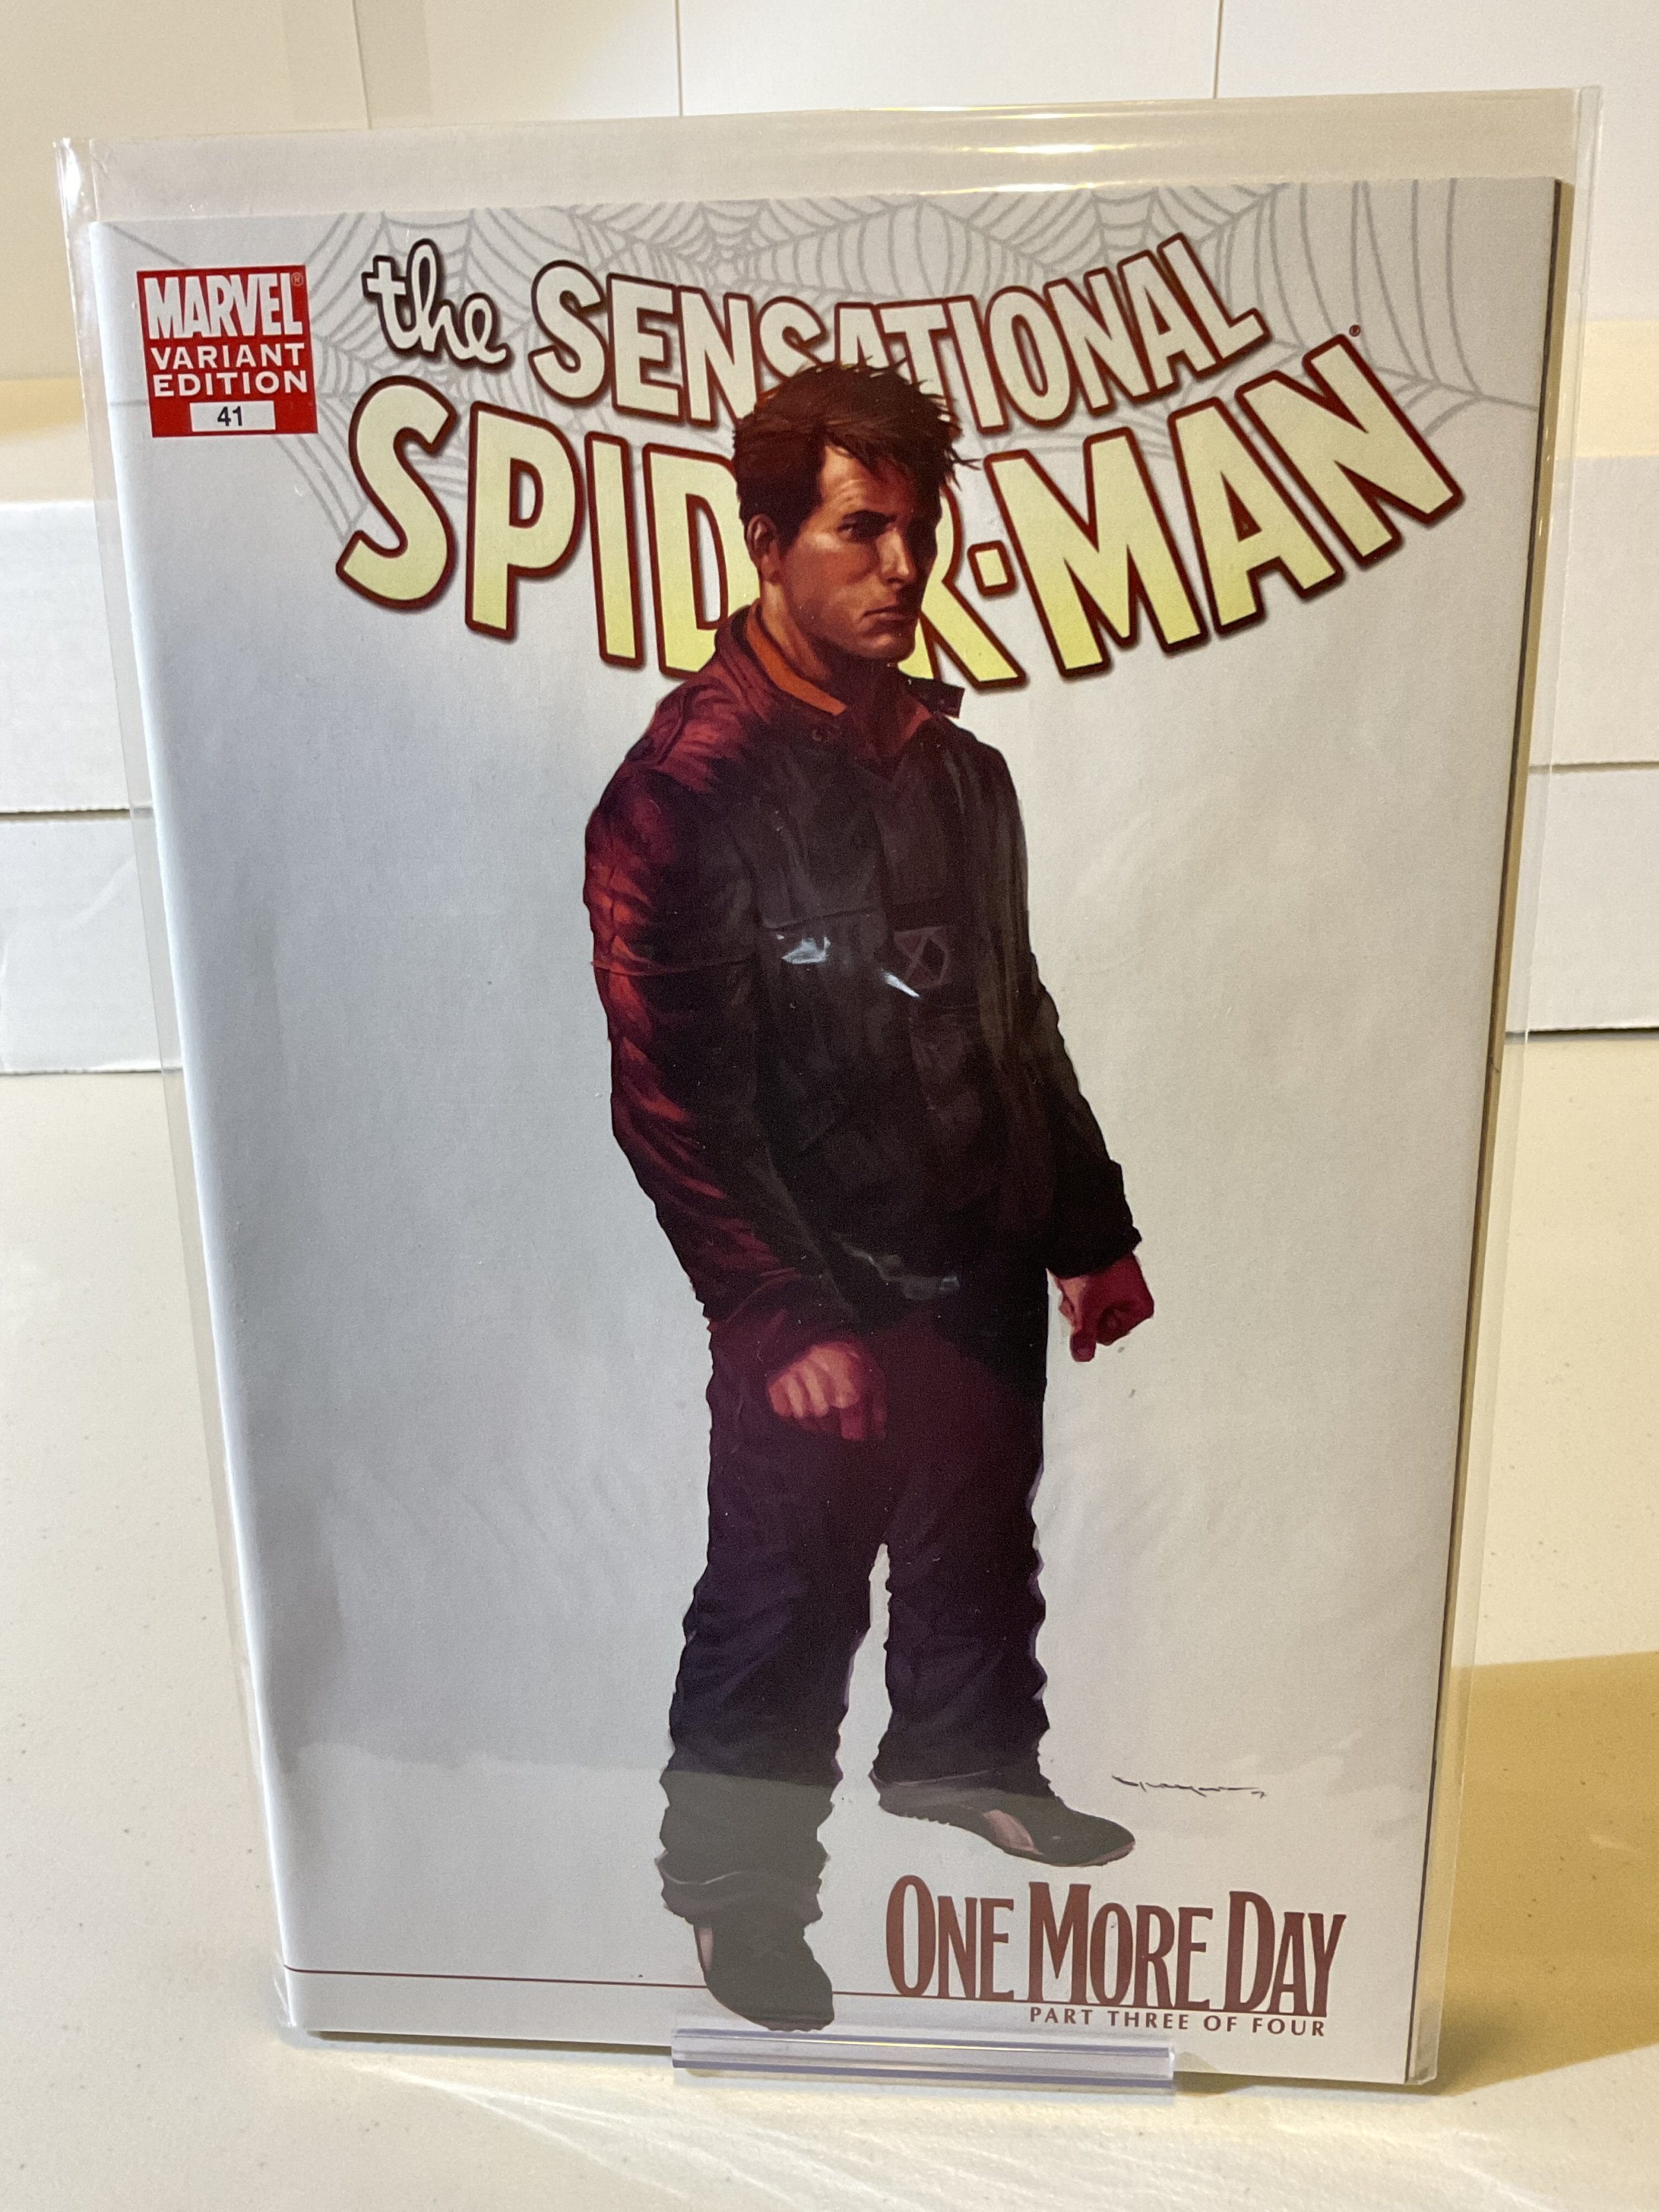 MARVEL®
VARIANT
EDITION
41
the SENSATIONAL
SPIDER-MAN®
ONE MORE DAY
PART THREE OF FOUR